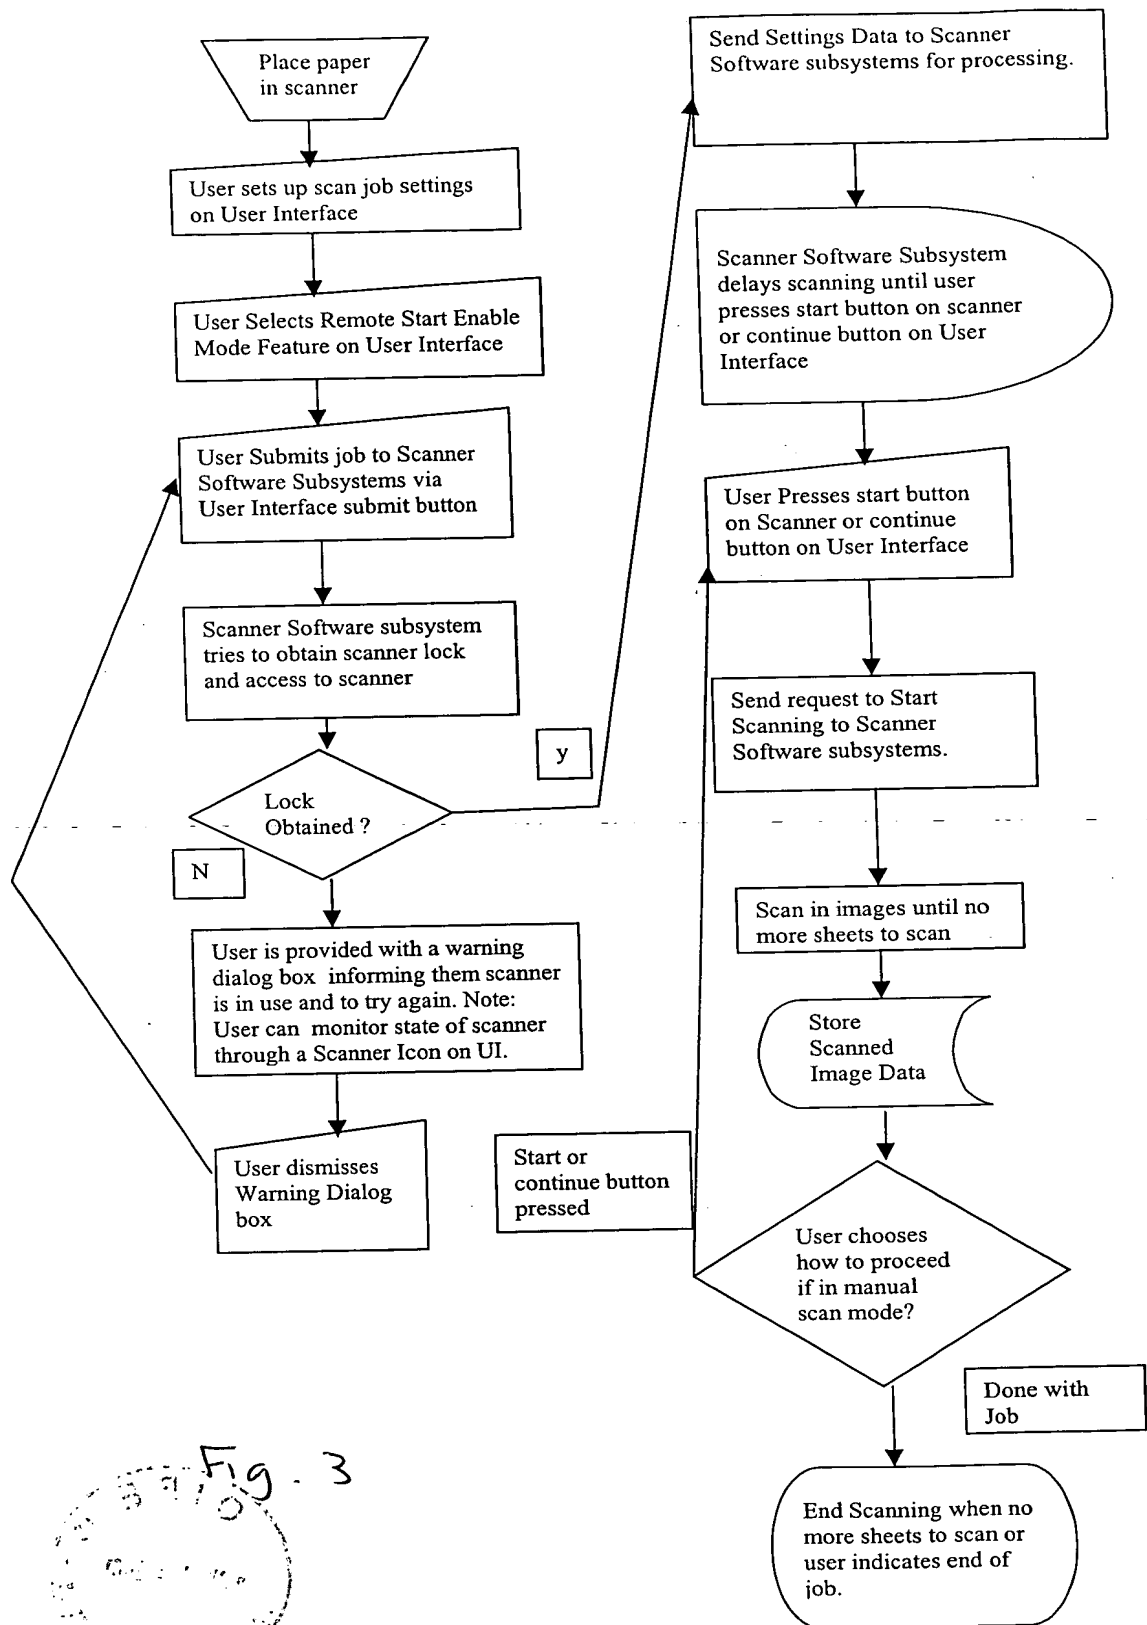 Place paper
in scanner
User sets up scan job settings
on User Interface
User Selects Remote Start Enable
Mode Feature on User Interface
User Submits job to Scanner
Software Subsystems via
User Interface submit button
Scanner Software subsystem
tries to obtain scanner lock
and access to scanner
Lock
Obtained ?
y
N
User is provided with a warning
dialog box informing them scanner
is in use and to try again. Note:
User can monitor state of scanner
through a Scanner Icon on UI.
User dismisses
Warning Dialog
box
Send Settings Data to Scanner
Software subsystems for processing.
Scanner Software Subsystem
delays scanning until user
presses start button on scanner
or continue button on User
Interface
User Presses start button
on Scanner or continue
button on User Interface
Send request to Start
Scanning to Scanner
Software subsystems.
Scan in images until no
more sheets to scan
Store
Scanned
Image Data
Start or
continue button
pressed
User chooses
how to proceed
if in manual
scan mode?
Done with
Job
End Scanning when no
more sheets to scan or
user indicates end of
job.
Fig. 3